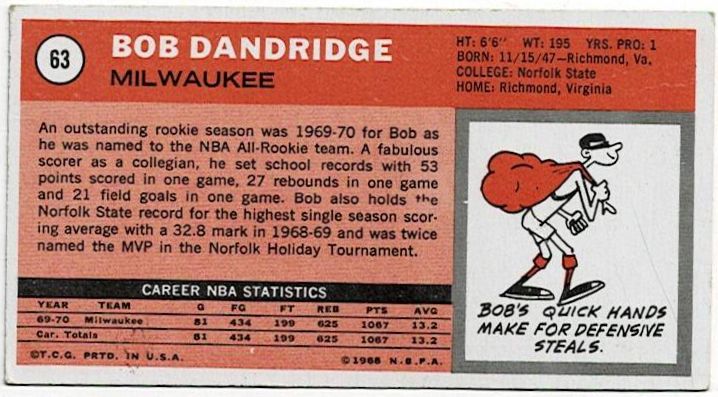 63
BOB DANDRIDGE
MILWAUKEE
HT: 6'6" WT: 195 YRS. PRO: 1
BORN: 11/15/47—Richmond, Va.
COLLEGE: Norfolk State
HOME: Richmond, Virginia
An outstanding rookie season was 1969-70 for Bob as
he was named to the NBA All-Rookie team. A fabulous
scorer as a collegian, he set school records with 53
points scored in one game, 27 rebounds in one game
and 21 field goals in one game. Bob also holds the
Norfolk State record for the highest single season scor-
ing average with a 32.8 mark in 1968-69 and was twice
named the MVP in the Norfolk Holiday Tournament.
CAREER NBA STATISTICS
YEAR TEAM G FG FT REB PTS AVG
69-70 Milwaukee 81 434 199 625 1067 13.2
Car. Totals 81 434 199 625 1067 13.2
©T.C.G. PRTD. IN U.S.A. ©1968 N.B.P.A.
BOB'S QUICK HANDS
MAKE FOR DEFENSIVE
STEALS.